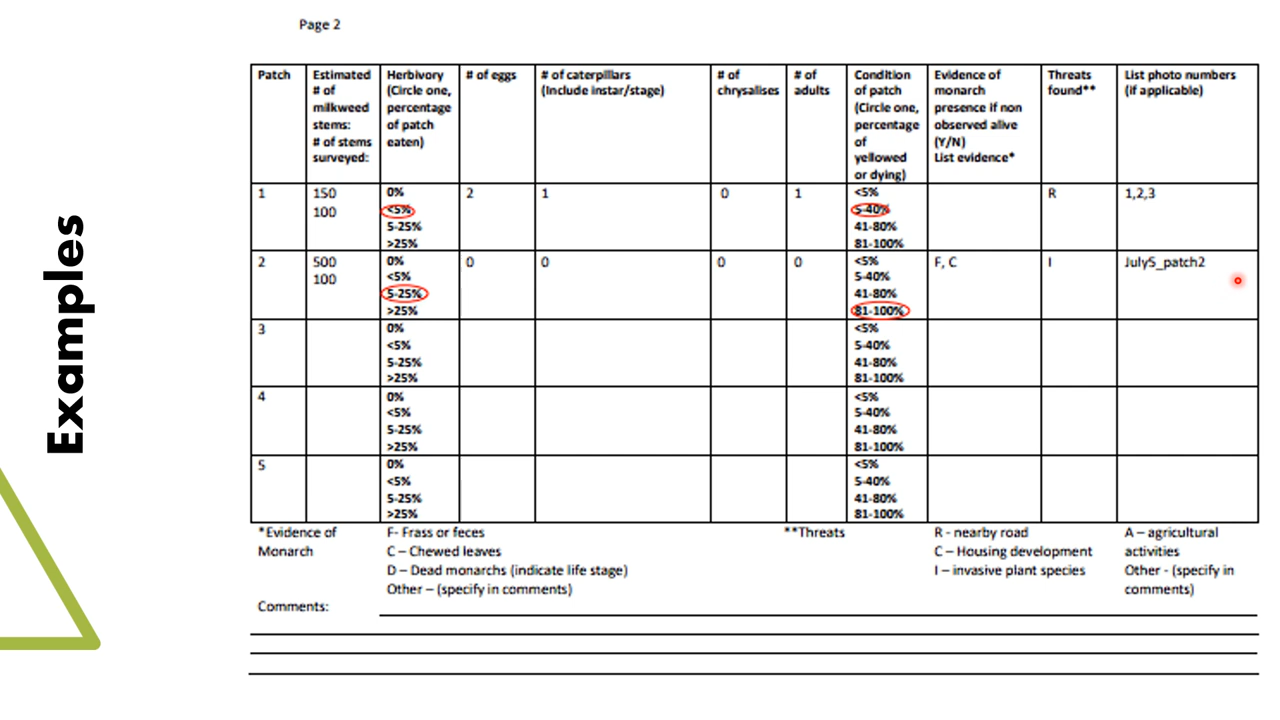 Page 2
Examples
Patch
Estimated
# of
milkweed
stems:
# of stems
surveyed:
Herbivory
(Circle one,
percentage
of patch
eaten)
# of eggs
# of caterpillars
(Include instar/stage)
# of
chrysalises
# of
adults
Condition
of patch
(Circle one,
percentage
of
yellowed
or dying)
Evidence of
monarch
presence if non
observed alive
(Y/N)
List evidence*
Threats
found**
List photo numbers
(if applicable)
1
150
100
0%
<5%
5-25%
>25%
2
1
0
1
<5%
5-40%
41-80%
81-100%
R
1,2,3
2
500
100
0%
<5%
5-25%
>25%
0
0
0
0
<5%
5-40%
41-80%
81-100%
F, C
I
July5_patch2
3
0%
<5%
5-25%
>25%
<5%
5-40%
41-80%
81-100%
4
0%
<5%
5-25%
>25%
<5%
5-40%
41-80%
81-100%
5
0%
<5%
5-25%
>25%
<5%
5-40%
41-80%
81-100%
*Evidence of
Monarch
F- Frass or feces
C – Chewed leaves
D – Dead monarchs (indicate life stage)
Other – (specify in comments)
**Threats
R - nearby road
C – Housing development
I – invasive plant species
A – agricultural
activities
Other - (specify in
comments)
Comments: